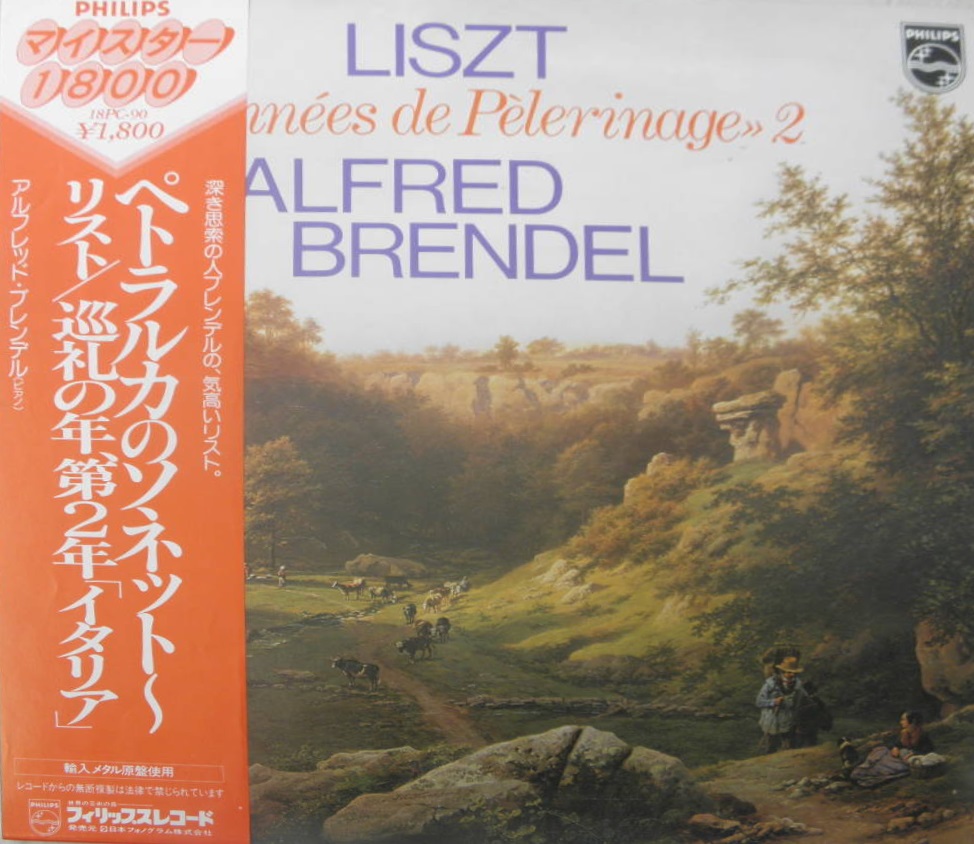 PHILIPS
マイスター
1800
18PC-90
¥1,800
深き思索の人ブレンデルの、気高いリスト。
ペトラルカのソネット〜
リスト/巡礼の年、第2年「イタリア」
アルフレッド・ブレンデル(ピアノ)
輸入メタル原盤使用
レコードからの無断複製は法律で禁じられています
PHILIPS
フィリップスレコード
発売元 日本フォノグラム株式会社
LISZT
nnées de Pèlerinage» 2
ALFRED
BRENDEL
PHILIPS